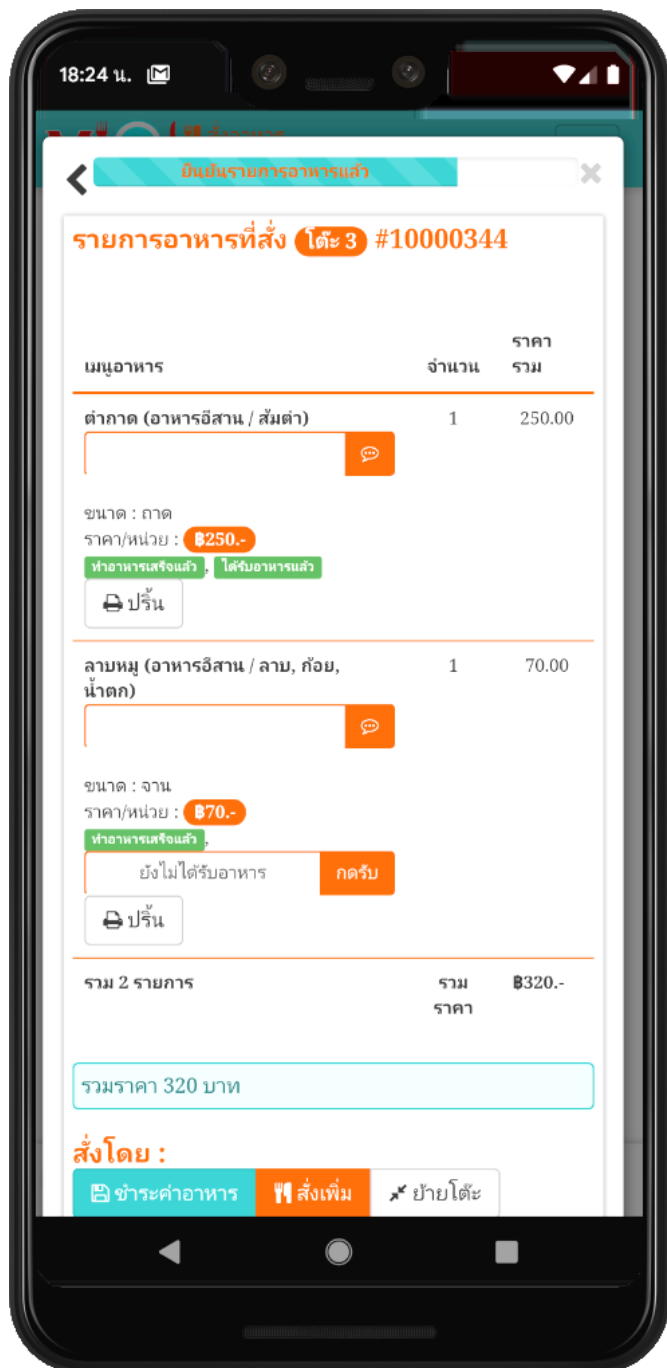 18:24 น.
สั่งอาหาร
ยืนยันรายการอาหารแล้ว
รายการอาหารที่สั่ง โต๊ะ 3 #10000344
เมนูอาหาร จำนวน ราคา
รวม
ตำถาด (อาหารอีสาน / ส้มตำ) 1 250.00
ขนาด : ถาด
ราคา/หน่วย : ฿250.-
ทำอาหารเสร็จแล้ว , ได้รับอาหารแล้ว
ปริ้น
ลาบหมู (อาหารอีสาน / ลาบ, ก้อย, 1 70.00
น้ำตก)
ขนาด : จาน
ราคา/หน่วย : ฿70.-
ทำอาหารเสร็จแล้ว ,
ยังไม่ได้รับอาหาร กดรับ
ปริ้น
รวม 2 รายการ รวม ฿320.-
ราคา
รวมราคา 320 บาท
สั่งโดย :
ชำระค่าอาหาร สั่งเพิ่ม ย้ายโต๊ะ